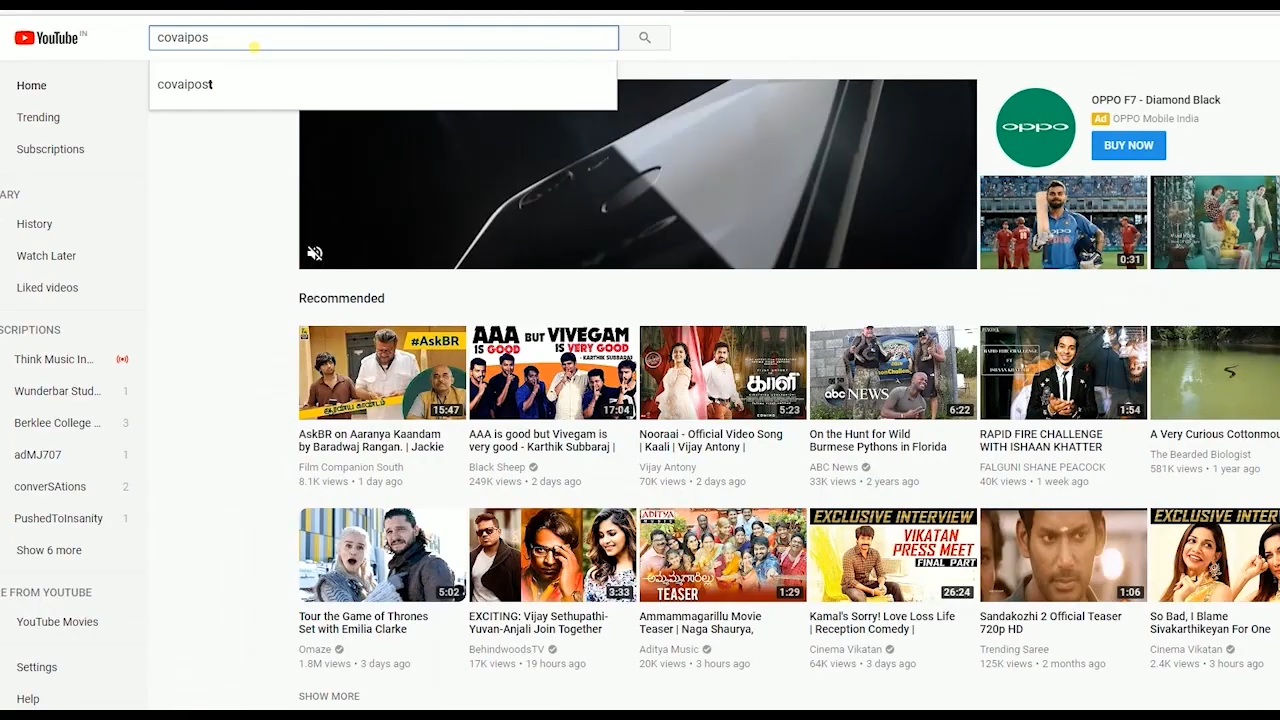 YouTube IN
covaipos
covaipost
Home
Trending
Subscriptions
ARY
History
Watch Later
Liked videos
SCRIPTIONS
Think Music In...
Wunderbar Stud... 1
Berklee College ... 3
adMJ707 1
converSAtions 2
PushedToInsanity 1
Show 6 more
E FROM YOUTUBE
YouTube Movies
Settings
Help
oppo
OPPO F7 - Diamond Black
Ad OPPO Mobile India
BUY NOW
oppo
INDIA
0:31
Recommended
#AskBR
15:47
AskBR on Aaranya Kaandam
by Baradwaj Rangan. | Jackie
Film Companion South
8.1K views • 1 day ago
AAA BUT VIVEGAM
IS GOOD IS VERY GOOD
- KARTHIK SUBBARAJ
17:04
AAA is good but Vivegam is
very good - Karthik Subbaraj |
Black Sheep
249K views • 2 days ago
காளி
5:23
Nooraai - Official Video Song
| Kaali | Vijay Antony |
Vijay Antony
70K views • 2 days ago
abc NEWS
6:22
On the Hunt for Wild
Burmese Pythons in Florida
ABC News
33K views • 2 years ago
RAPID FIRE CHALLENGE
FT
ISHAAN KHATTER
1:54
RAPID FIRE CHALLENGE
WITH ISHAAN KHATTER
FALGUNI SHANE PEACOCK
40K views • 1 week ago
A Very Curious Cottonmou
The Bearded Biologist
581K views • 1 year ago
5:02
Tour the Game of Thrones
Set with Emilia Clarke
Omaze
1.8M views • 3 days ago
3:33
EXCITING: Vijay Sethupathi-
Yuvan-Anjali Join Together
BehindwoodsTV
17K views • 19 hours ago
ADITYA
MUSIC
అమ్మమ్మగారిల్లు
TEASER
1:29
Ammammagarillu Movie
Teaser | Naga Shaurya,
Aditya Music
20K views • 3 hours ago
EXCLUSIVE INTERVIEW
VIKATAN
PRESS MEET
FINAL PART
26:24
Kamal's Sorry! Love Loss Life
| Reception Comedy |
Cinema Vikatan
64K views • 3 days ago
1:06
Sandakozhi 2 Official Teaser
720p HD
Trending Saree
125K views • 2 months ago
EXCLUSIVE INTER
So Bad, I Blame
Sivakarthikeyan For One
Cinema Vikatan
2.4K views • 3 hours ago
SHOW MORE